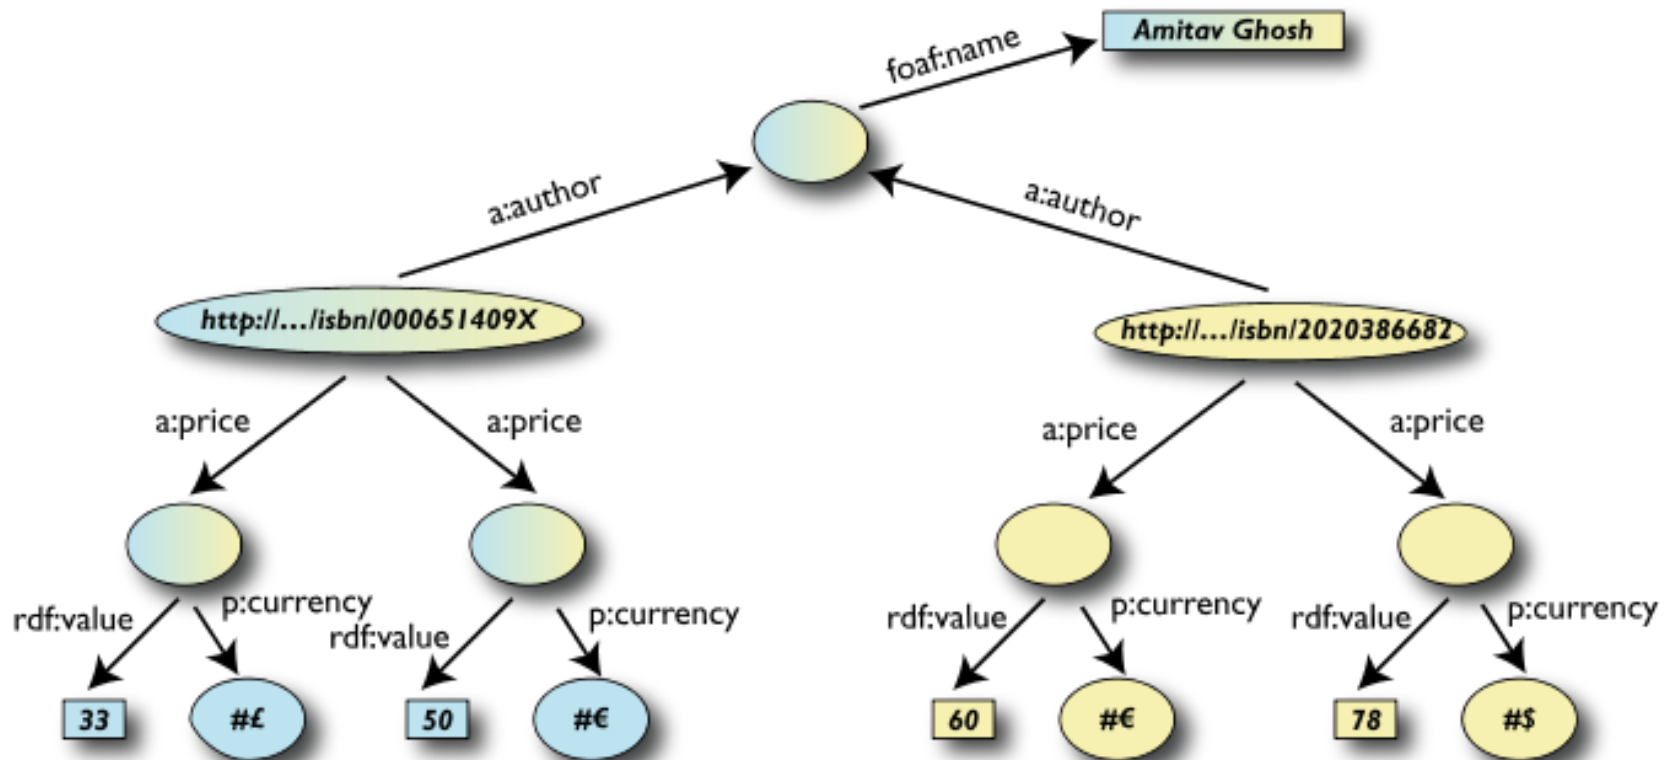 Amitav Ghosh
foaf:name
a:author
a:author
http://.../isbn/000651409X
http://.../isbn/2020386682
a:price
a:price
a:price
a:price
rdf:value
p:currency
rdf:value
p:currency
rdf:value
p:currency
rdf:value
p:currency
33
#£
50
#€
60
#€
78
#$